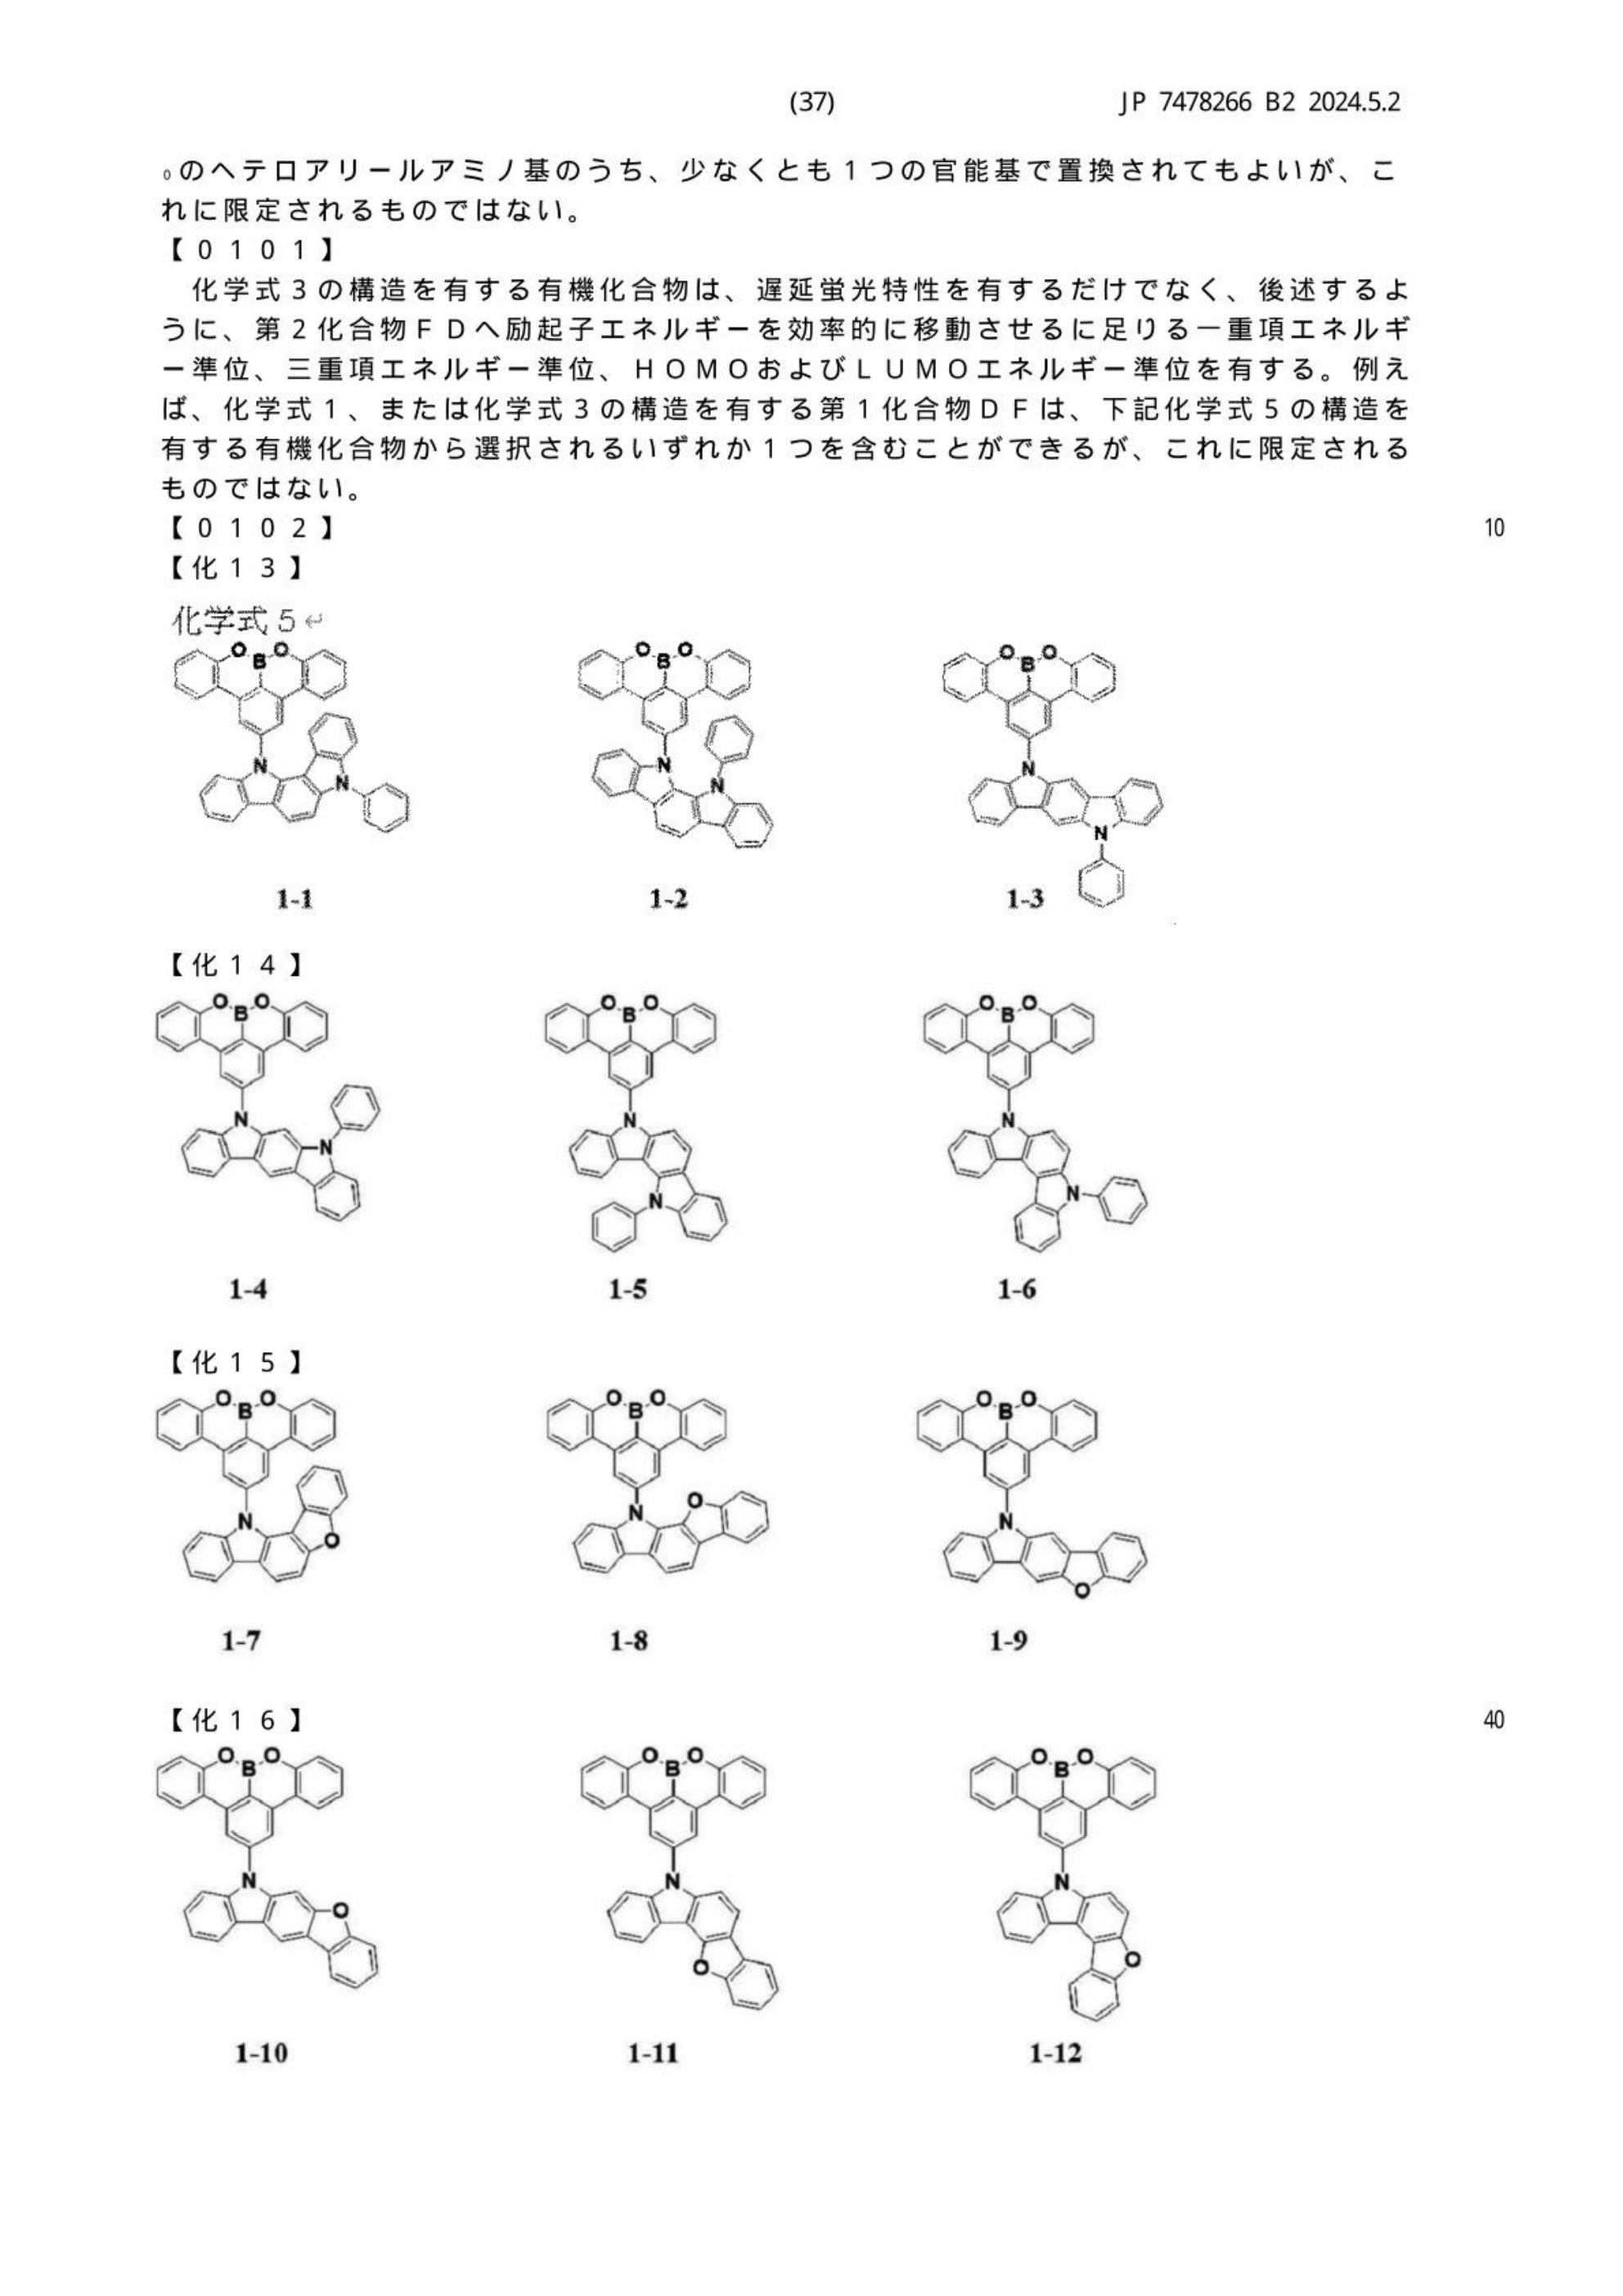 (37)
JP 7478266 B2 2024.5.2
₀のヘテロアリールアミノ基のうち、少なくとも１つの官能基で置換されてもよいが、こ
れに限定されるものではない。
【０１０１】
化学式３の構造を有する有機化合物は、遅延蛍光特性を有するだけでなく、後述するよ
うに、第２化合物ＦＤへ励起子エネルギーを効率的に移動させるに足りる一重項エネルギ
ー準位、三重項エネルギー準位、ＨＯＭＯおよびＬＵＭＯエネルギー準位を有する。例え
ば、化学式１、または化学式３の構造を有する第１化合物ＤＦは、下記化学式５の構造を
有する有機化合物から選択されるいずれか１つを含むことができるが、これに限定される
ものではない。
【０１０２】
10
【化１３】
化学式５↵
O B O
O B O
O B O
N
N
N
N
N
N
1-1
1-2
1-3
【化１４】
O B O
O B O
O B O
N
N
N
N
N
N
1-4
1-5
1-6
【化１５】
O B O
O B O
O B O
N
O
N
O
N
O
1-7
1-8
1-9
【化１６】
40
O B O
O B O
O B O
N
O
N
O
N
O
1-10
1-11
1-12